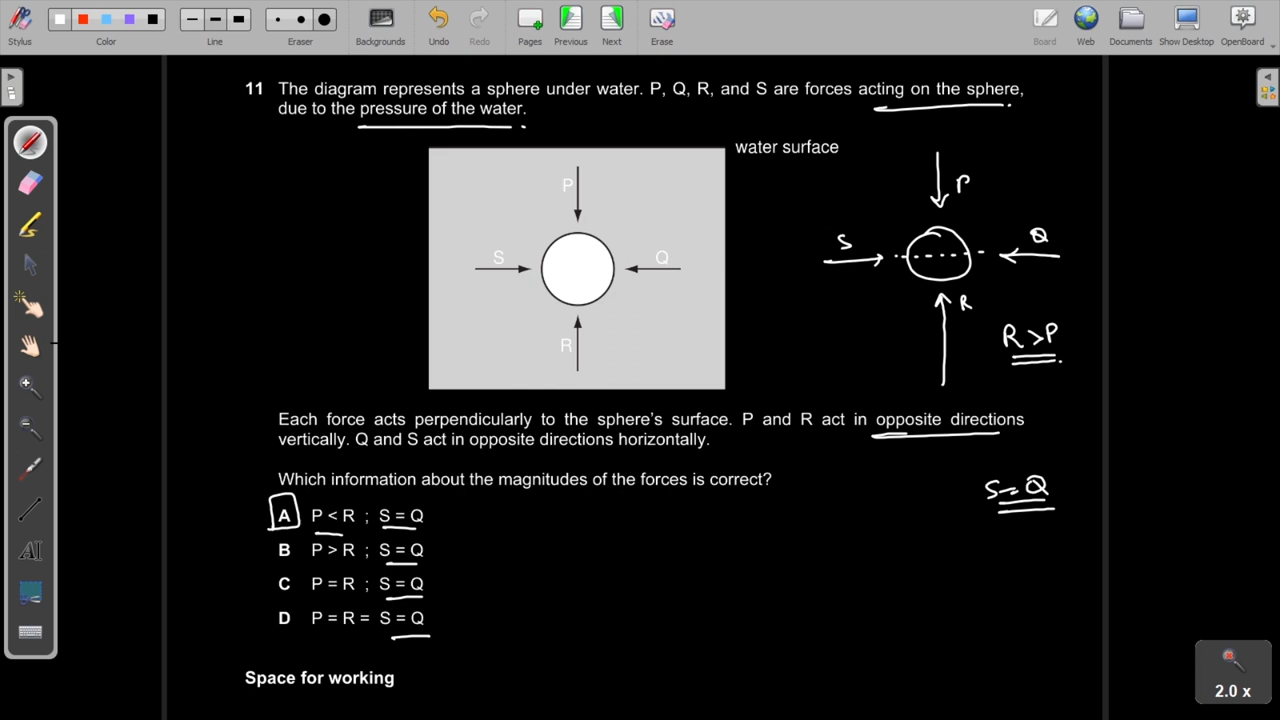 Stylus
Color
Line
Eraser
Backgrounds
Undo
Redo
Pages
Previous
Next
Erase
Board
Web
Documents
Show Desktop
OpenBoard
11 The diagram represents a sphere under water. P, Q, R, and S are forces acting on the sphere,
due to the pressure of the water.
water surface
P
S
Q
R
P
S
Q
R
R > P
Each force acts perpendicularly to the sphere's surface. P and R act in opposite directions
vertically. Q and S act in opposite directions horizontally.
Which information about the magnitudes of the forces is correct?
S = Q
A P < R ; S = Q
B P > R ; S = Q
C P = R ; S = Q
D P = R = S = Q
Space for working
2.0 x